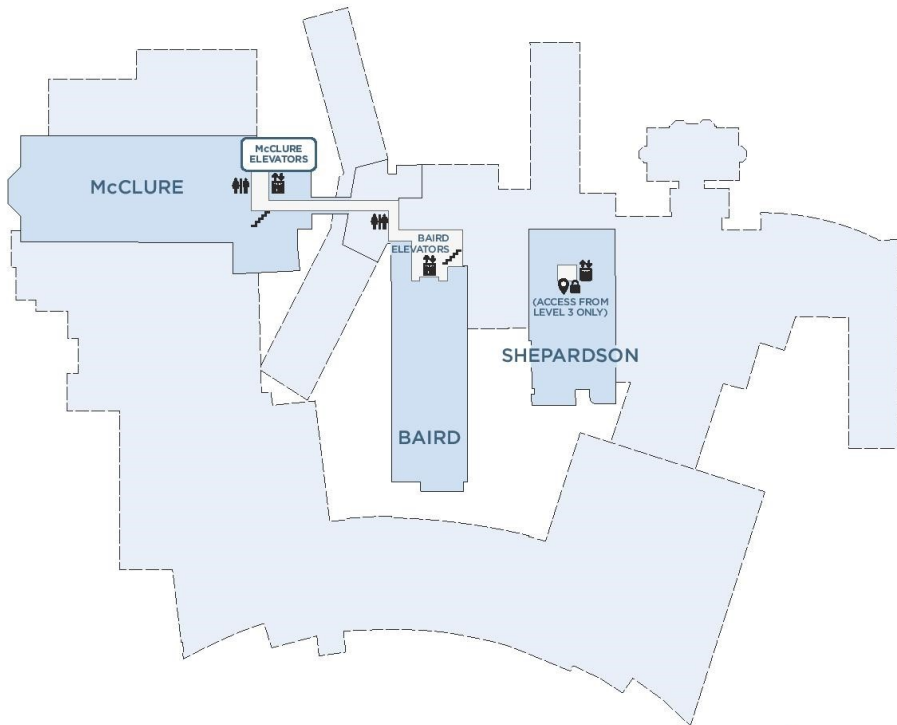 McCLURE
ELEVATORS
McCLURE
BAIRD
ELEVATORS
(ACCESS FROM
LEVEL 3 ONLY)
SHEPARDSON
BAIRD